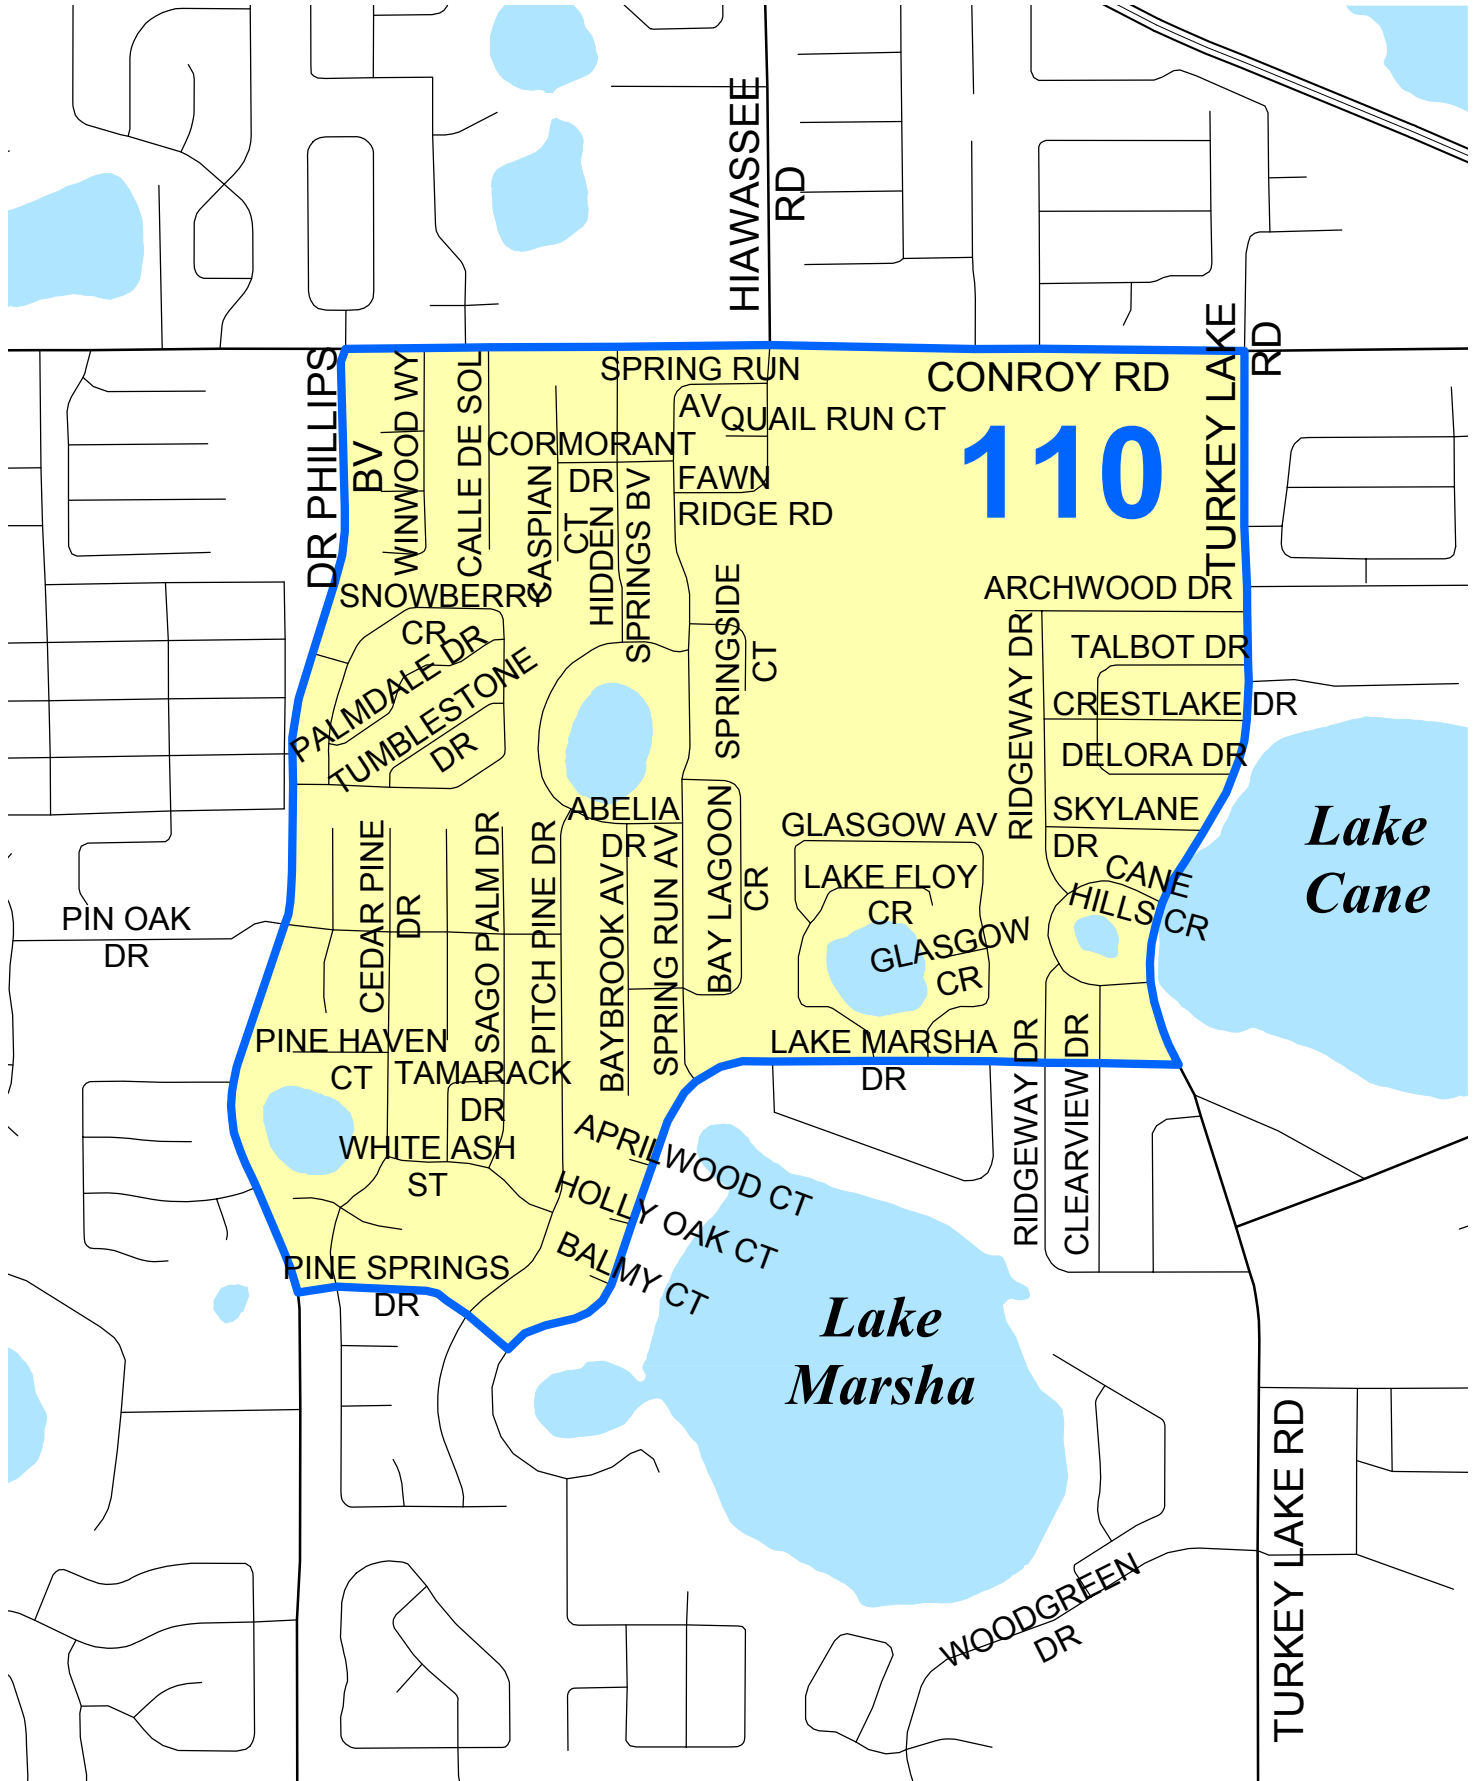 HIAWASSEE
RD
TURKEY LAKE
RD
DR PHILLIPS
BV
WINWOOD WY
CALLE DE SOL
SPRING RUN
AV
CONROY RD
QUAIL RUN CT
110
CORMORANT
DR
CASPIAN
CT
HIDDEN
SPRINGS BV
FAWN
RIDGE RD
SNOWBERRY
CR
PALMDALE DR
TUMBLESTONE
DR
SPRINGSIDE
CT
ARCHWOOD DR
RIDGEWAY DR
TALBOT DR
CRESTLAKE DR
DELORA DR
SKYLANE
DR
ABELIA
DR
GLASGOW AV
LAKE FLOY
CR
GLASGOW
CR
CANE
HILLS CR
Lake
Cane
PIN OAK
DR
CEDAR PINE
DR
SAGO PALM DR
PITCH PINE DR
BAYBROOK AV
SPRING RUN AV
BAY LAGOON
CR
PINE HAVEN
CT
TAMARACK
DR
LAKE MARSHA
DR
RIDGEWAY DR
CLEARVIEW DR
WHITE ASH
ST
APRILWOOD CT
HOLLY OAK CT
BALMY CT
PINE SPRINGS
DR
Lake
Marsha
WOODGREEN
DR
TURKEY LAKE RD